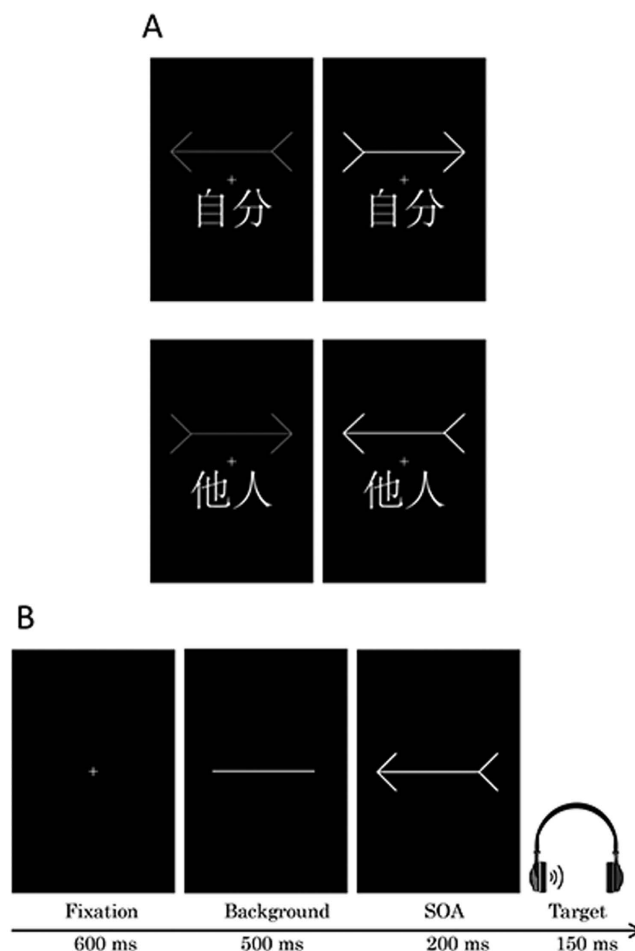 A
自分 自分
他人 他人
B
Fixation Background SOA Target
600 ms 500 ms 200 ms 150 ms